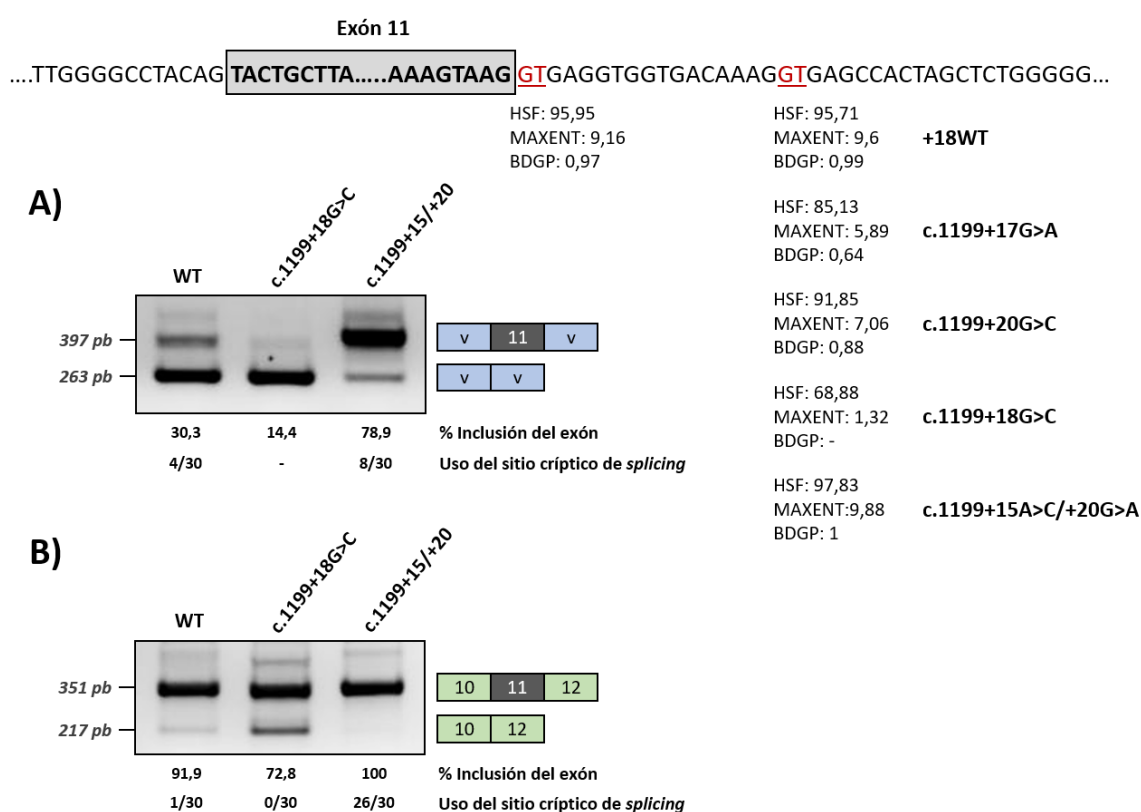 Exón 11
....TTGGGGCCTACAG TACTGCTTA.....AAAGTAAG GTGAGGTGGTGACAAAGGTGAGCCACTAGCTCTGGGGG...
HSF: 95,95
MAXENT: 9,16
BDGP: 0,97
HSF: 95,71
MAXENT: 9,6 +18WT
BDGP: 0,99
HSF: 85,13
MAXENT: 5,89 c.1199+17G>A
BDGP: 0,64
HSF: 91,85
MAXENT: 7,06 c.1199+20G>C
BDGP: 0,88
HSF: 68,88
MAXENT: 1,32 c.1199+18G>C
BDGP: -
HSF: 97,83
MAXENT:9,88 c.1199+15A>C/+20G>A
BDGP: 1
A)
WT c.1199+18G>C c.1199+15/+20
397 pb v 11 v
263 pb v v
30,3 14,4 78,9 % Inclusión del exón
4/30 - 8/30 Uso del sitio críptico de splicing
B)
WT c.1199+18G>C c.1199+15/+20
351 pb 10 11 12
217 pb 10 12
91,9 72,8 100 % Inclusión del exón
1/30 0/30 26/30 Uso del sitio críptico de splicing